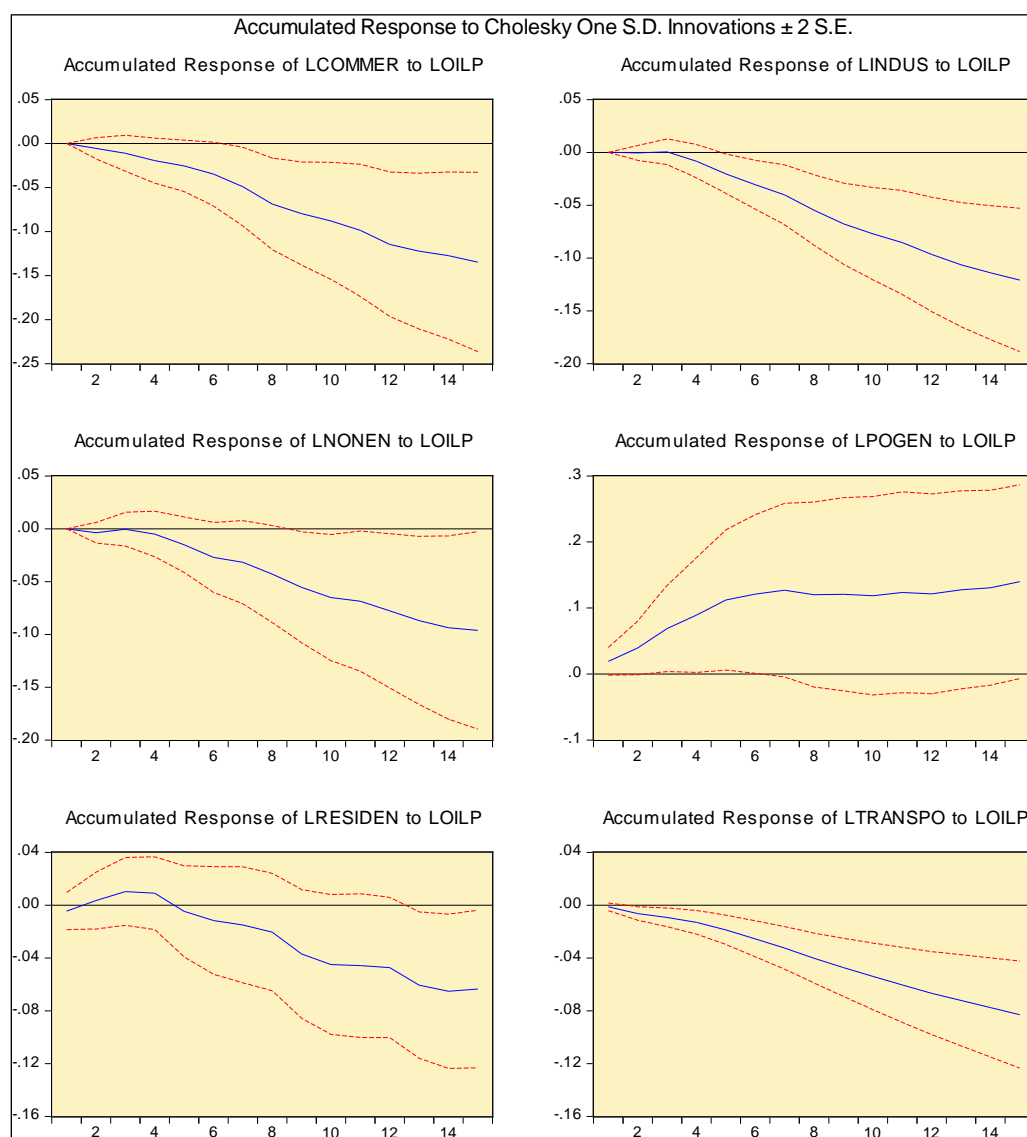 Accumulated Response to Cholesky One S.D. Innovations ± 2 S.E.
Accumulated Response of LCOMMER to LOILP
.05
.00
-.05
-.10
-.15
-.20
-.25
2 4 6 8 10 12 14
Accumulated Response of LINDUS to LOILP
.05
.00
-.05
-.10
-.15
-.20
2 4 6 8 10 12 14
Accumulated Response of LNONEN to LOILP
.05
.00
-.05
-.10
-.15
-.20
2 4 6 8 10 12 14
Accumulated Response of LPOGEN to LOILP
.3
.2
.1
.0
-.1
2 4 6 8 10 12 14
Accumulated Response of LRESIDEN to LOILP
.04
.00
-.04
-.08
-.12
-.16
2 4 6 8 10 12 14
Accumulated Response of LTRANSPO to LOILP
.04
.00
-.04
-.08
-.12
-.16
2 4 6 8 10 12 14